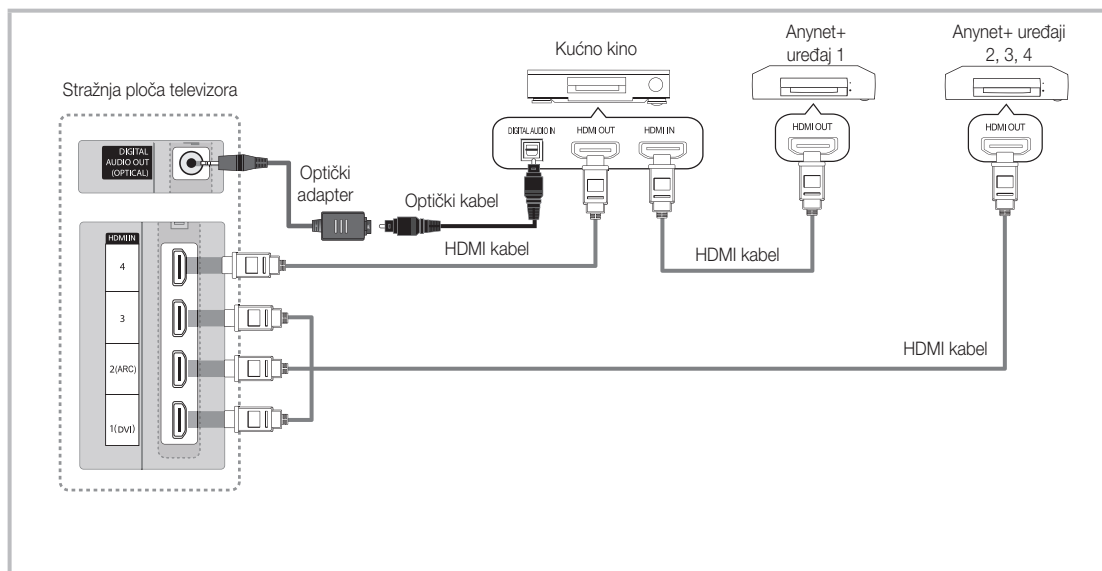 Anynet+
uređaj 1
Anynet+ uređaji
2, 3, 4
Kućno kino
Stražnja ploča televizora
DIGITAL AUDIO IN
HDMI OUT
HDMI IN
HDMI OUT
HDMI OUT
DIGITAL
AUDIO OUT
(OPTICAL)
Optički
adapter
Optički kabel
HDMI kabel
HDMI kabel
HDMI IN
4
3
HDMI kabel
2(ARC)
1(DVI)